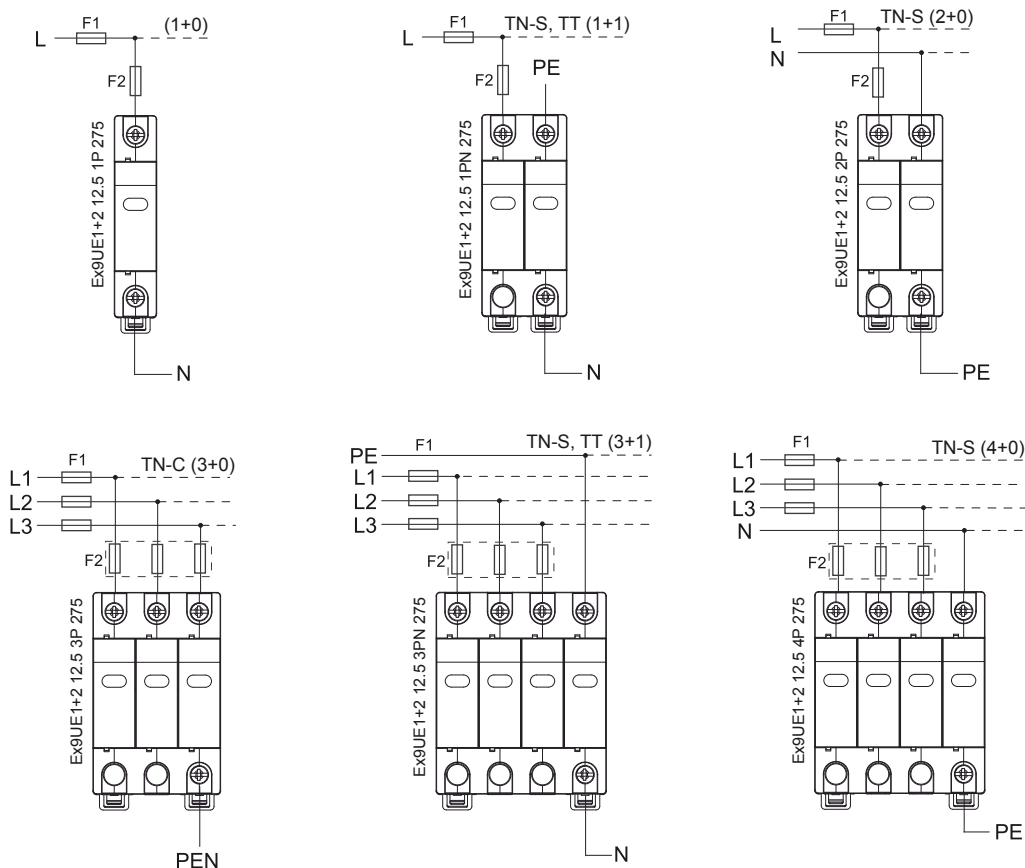 F1
(1+0)
L
F2
Ex9UE1+2 12.5 1P 275
N
F1
TN-S, TT (1+1)
L
F2
PE
Ex9UE1+2 12.5 1PN 275
N
F1
TN-S (2+0)
L
N
F2
Ex9UE1+2 12.5 2P 275
PE
F1
TN-C (3+0)
L1
L2
L3
F2
Ex9UE1+2 12.5 3P 275
PEN
F1
TN-S, TT (3+1)
PE
L1
L2
L3
F2
Ex9UE1+2 12.5 3PN 275
N
F1
TN-S (4+0)
L1
L2
L3
N
F2
Ex9UE1+2 12.5 4P 275
PE